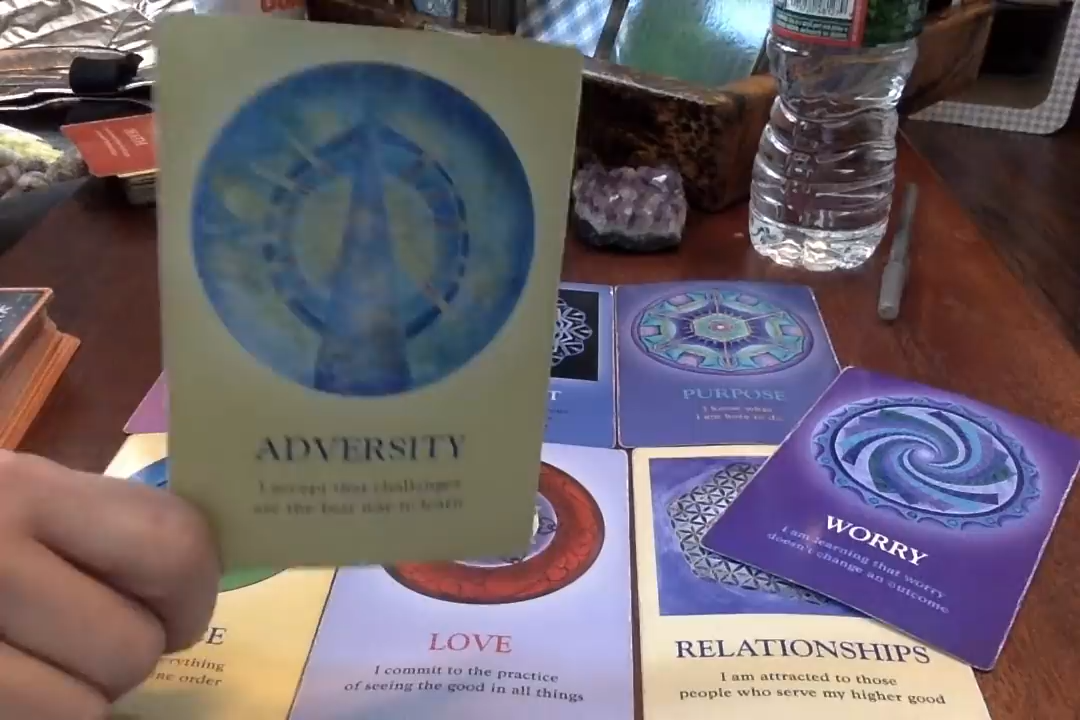 ADVERSITY
I accept that challenges
are the best way to learn
T
PURPOSE
I know what
I am here to do
WORRY
i am learning that worry
doesn't change an outcome
LOVE
I commit to the practice
of seeing the good in all things
RELATIONSHIPS
I am attracted to those
people who serve my higher good
CE
order